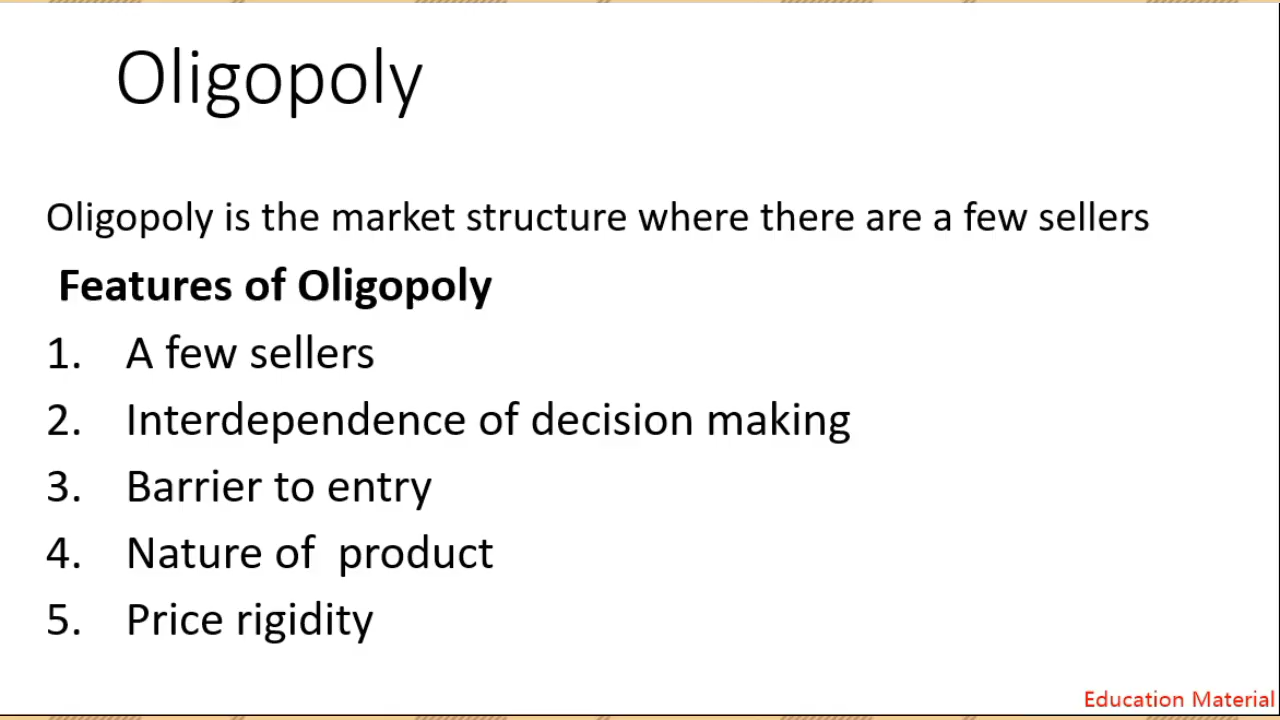 Oligopoly
Oligopoly is the market structure where there are a few sellers
Features of Oligopoly
1. A few sellers
2. Interdependence of decision making
3. Barrier to entry
4. Nature of  product
5. Price rigidity
Education Material